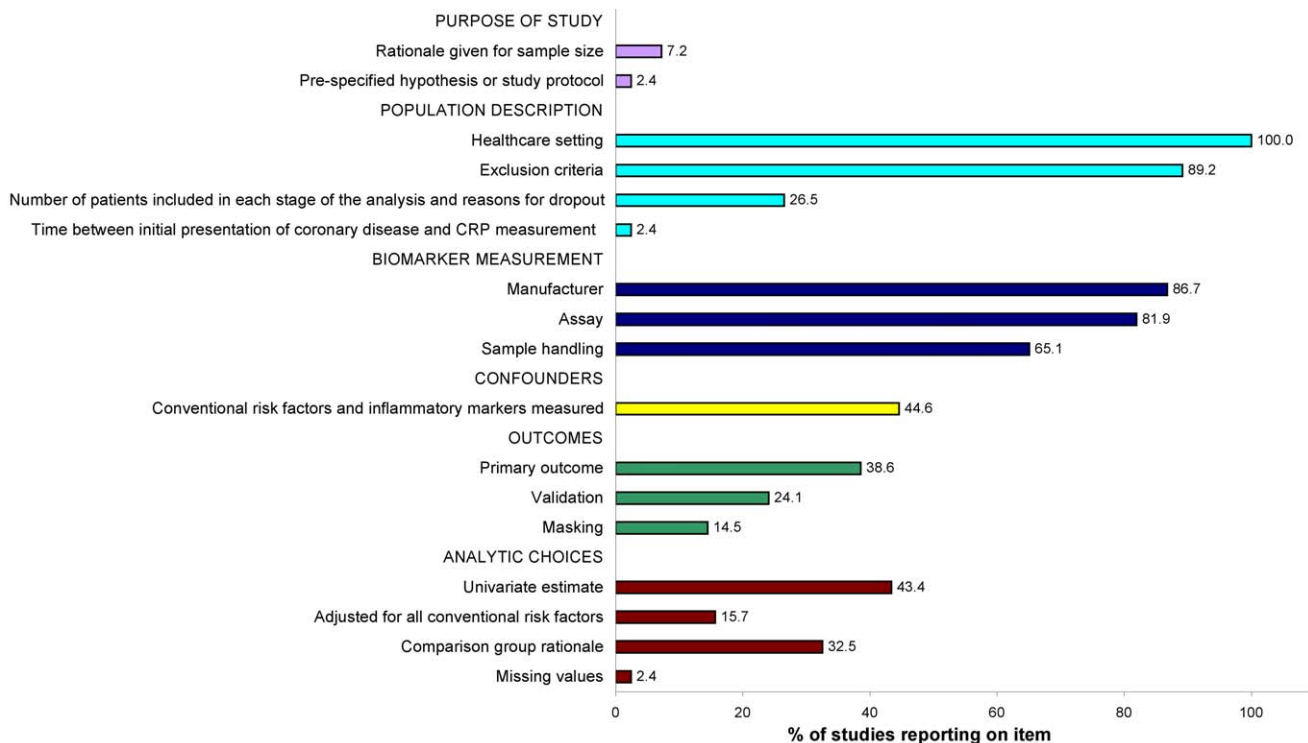 PURPOSE OF STUDY
Rationale given for sample size 7.2
Pre-specified hypothesis or study protocol 2.4
POPULATION DESCRIPTION
Healthcare setting 100.0
Exclusion criteria 89.2
Number of patients included in each stage of the analysis and reasons for dropout 26.5
Time between initial presentation of coronary disease and CRP measurement 2.4
BIOMARKER MEASUREMENT
Manufacturer 86.7
Assay 81.9
Sample handling 65.1
CONFOUNDERS
Conventional risk factors and inflammatory markers measured 44.6
OUTCOMES
Primary outcome 38.6
Validation 24.1
Masking 14.5
ANALYTIC CHOICES
Univariate estimate 43.4
Adjusted for all conventional risk factors 15.7
Comparison group rationale 32.5
Missing values 2.4
0 20 40 60 80 100
% of studies reporting on item